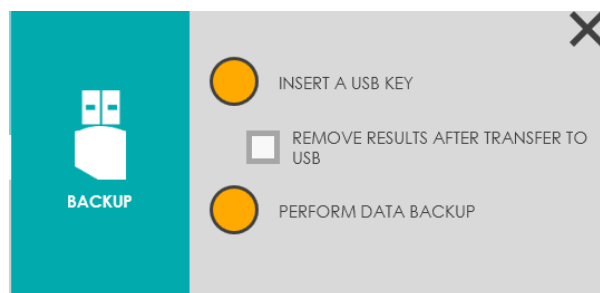 INSERT A USB KEY
REMOVE RESULTS AFTER TRANSFER TO
USB
BACKUP
PERFORM DATA BACKUP